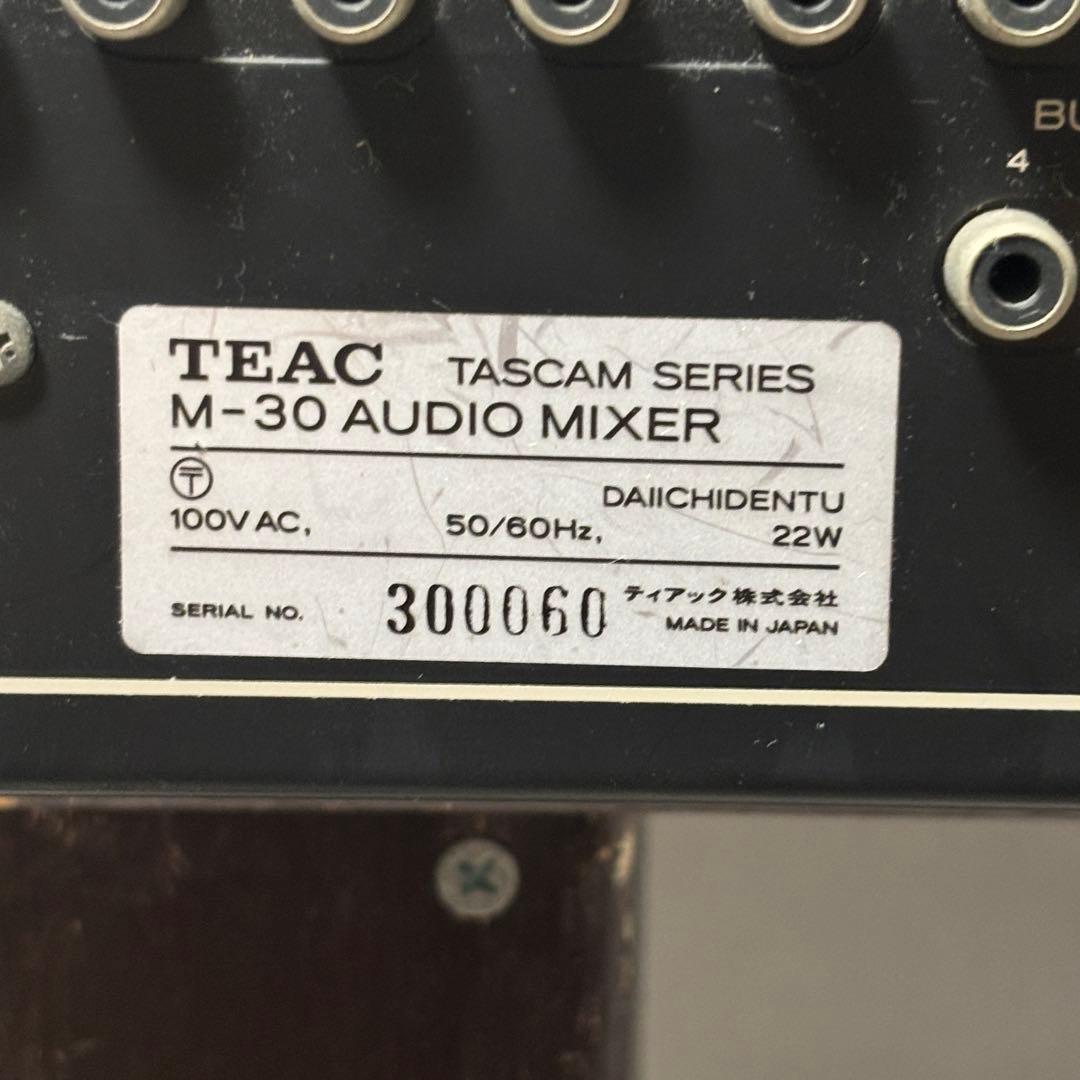 4
TEAC TASCAM SERIES
M-30 AUDIO MIXER
〒 DAIICHIDENTU
100V AC, 50/60Hz, 22W
SERIAL NO. 300060 ティアック株式会社
MADE IN JAPAN